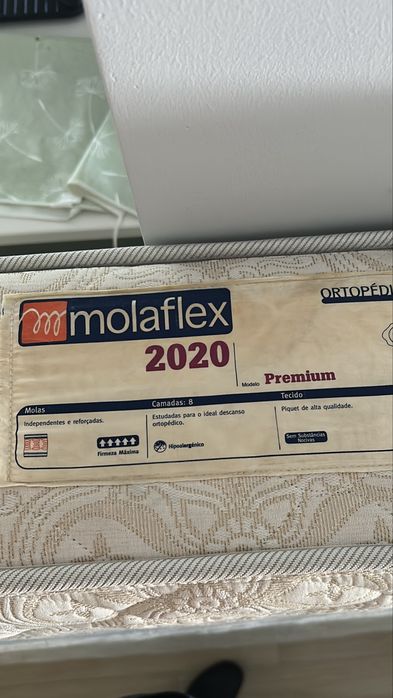 ORTOPÉDI
molaflex
2020
Modelo Premium
Molas
Independentes e reforçadas.
Firmeza Máxima
Camadas: 8
Estudadas para o ideal descanso
ortopédico.
Hipoalergénico
Tecido
Piquet de alta qualidade.
Sem Substâncias
Nocivas